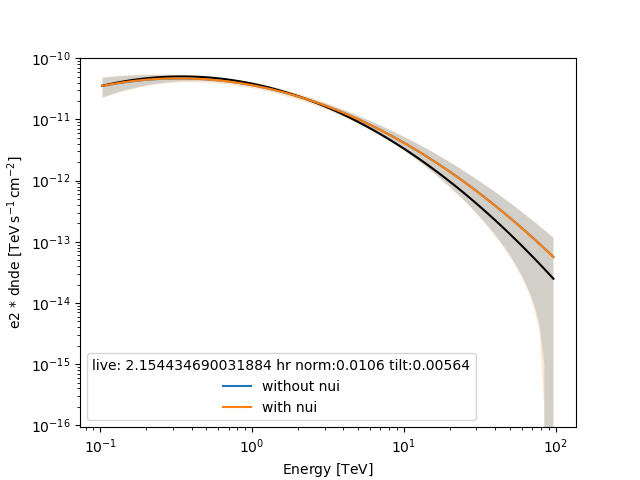 10⁻¹⁰
10⁻¹¹
10⁻¹²
10⁻¹³
10⁻¹⁴
10⁻¹⁵
10⁻¹⁶
e2 * dnde [TeV s⁻¹ cm⁻²]
live: 2.154434690031884 hr norm:0.0106 tilt:0.00564
without nui
with nui
10⁻¹ 10⁰ 10¹ 10²
Energy [TeV]